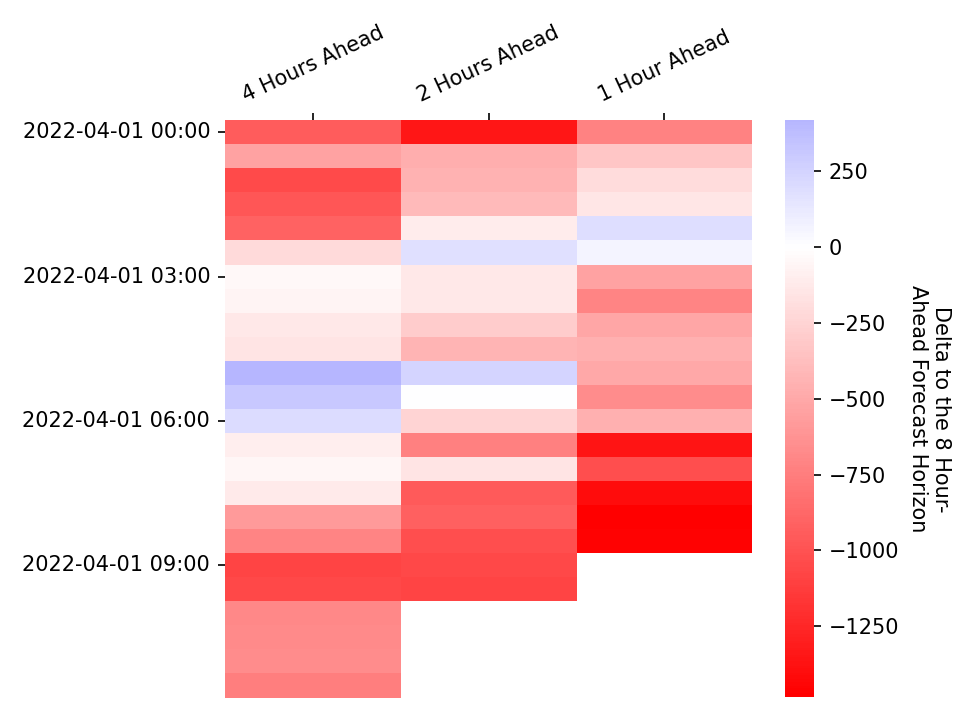 4 Hours Ahead
2 Hours Ahead
1 Hour Ahead
2022-04-01 00:00
2022-04-01 03:00
2022-04-01 06:00
2022-04-01 09:00
250
0
−250
−500
−750
−1000
−1250
Delta to the 8 Hour-
Ahead Forecast Horizon